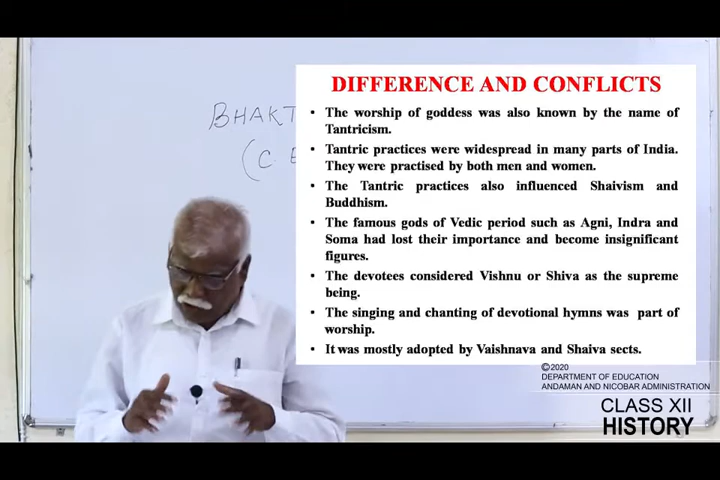 DIFFERENCE AND CONFLICTS
• The worship of goddess was also known by the name of
Tantricism.
• Tantric practices were widespread in many parts of India.
They were practised by both men and women.
• The Tantric practices also influenced Shaivism and
Buddhism.
• The famous gods of Vedic period such as Agni, Indra and
Soma had lost their importance and become insignificant
figures.
• The devotees considered Vishnu or Shiva as the supreme
being.
• The singing and chanting of devotional hymns was part of
worship.
• It was mostly adopted by Vaishnava and Shaiva sects.
©2020
DEPARTMENT OF EDUCATION
ANDAMAN AND NICOBAR ADMINISTRATION
CLASS XII
HISTORY